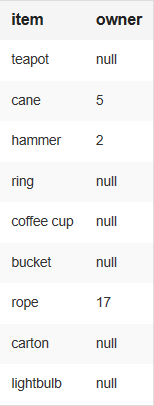 item owner
teapot null
cane 5
hammer 2
ring null
coffee cup null
bucket null
rope 17
carton null
lightbulb null